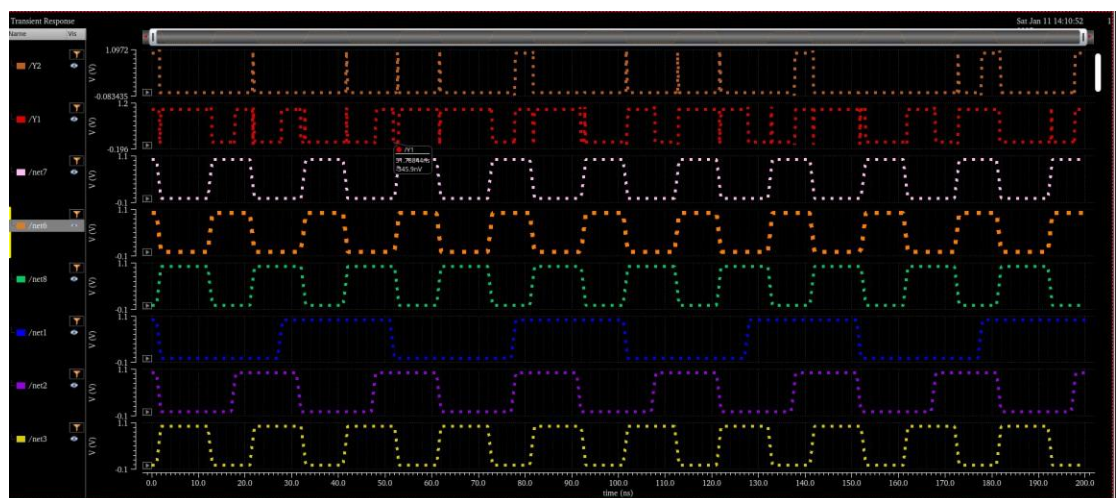 Transient Response
Sat Jan 11 14:10:52
Name Vis
1.0972
/Y2
V (V)
-0.083435
1.2
/Y1
V (V)
-0.196
/Y1
1.1
/net7
V (V)
-0.1
1.1
/net6
V (V)
-0.1
1.1
/net8
V (V)
-0.1
1.1
/net1
V (V)
-0.1
1.1
/net2
V (V)
-0.1
1.1
/net3
V (V)
-0.1
0.0 10.0 20.0 30.0 40.0 50.0 60.0 70.0 80.0 90.0 100.0 110.0 120.0 130.0 140.0 150.0 160.0 170.0 180.0 190.0 200.0
time (ns)